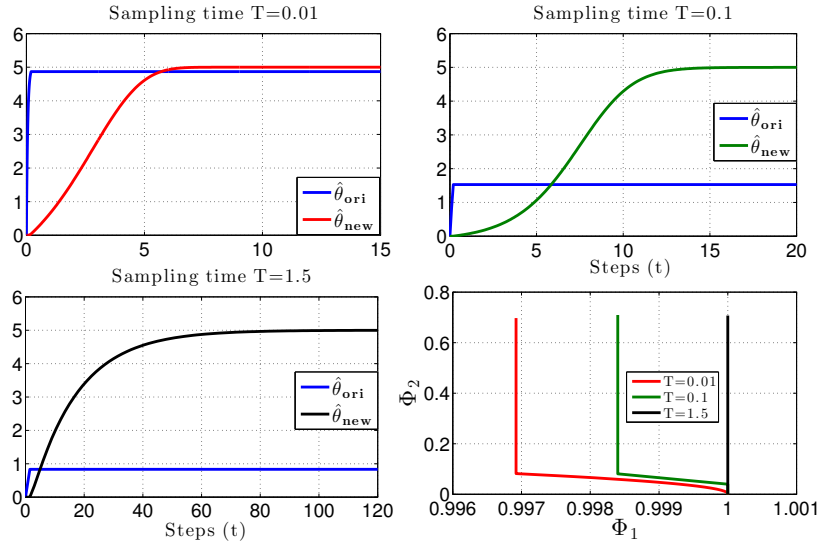 Sampling time T=0.01
6
5
4
3
2
1
0
0 5 10 15
θ̂ori
θ̂new
Sampling time T=0.1
6
5
4
3
2
1
0
0 5 10 15 20
Steps (t)
θ̂ori
θ̂new
Sampling time T=1.5
6
5
4
3
2
1
0
0 20 40 60 80 100 120
Steps (t)
θ̂ori
θ̂new
0.8
0.6
0.4
0.2
0
Φ2
0.996 0.997 0.998 0.999 1 1.001
Φ1
T=0.01
T=0.1
T=1.5